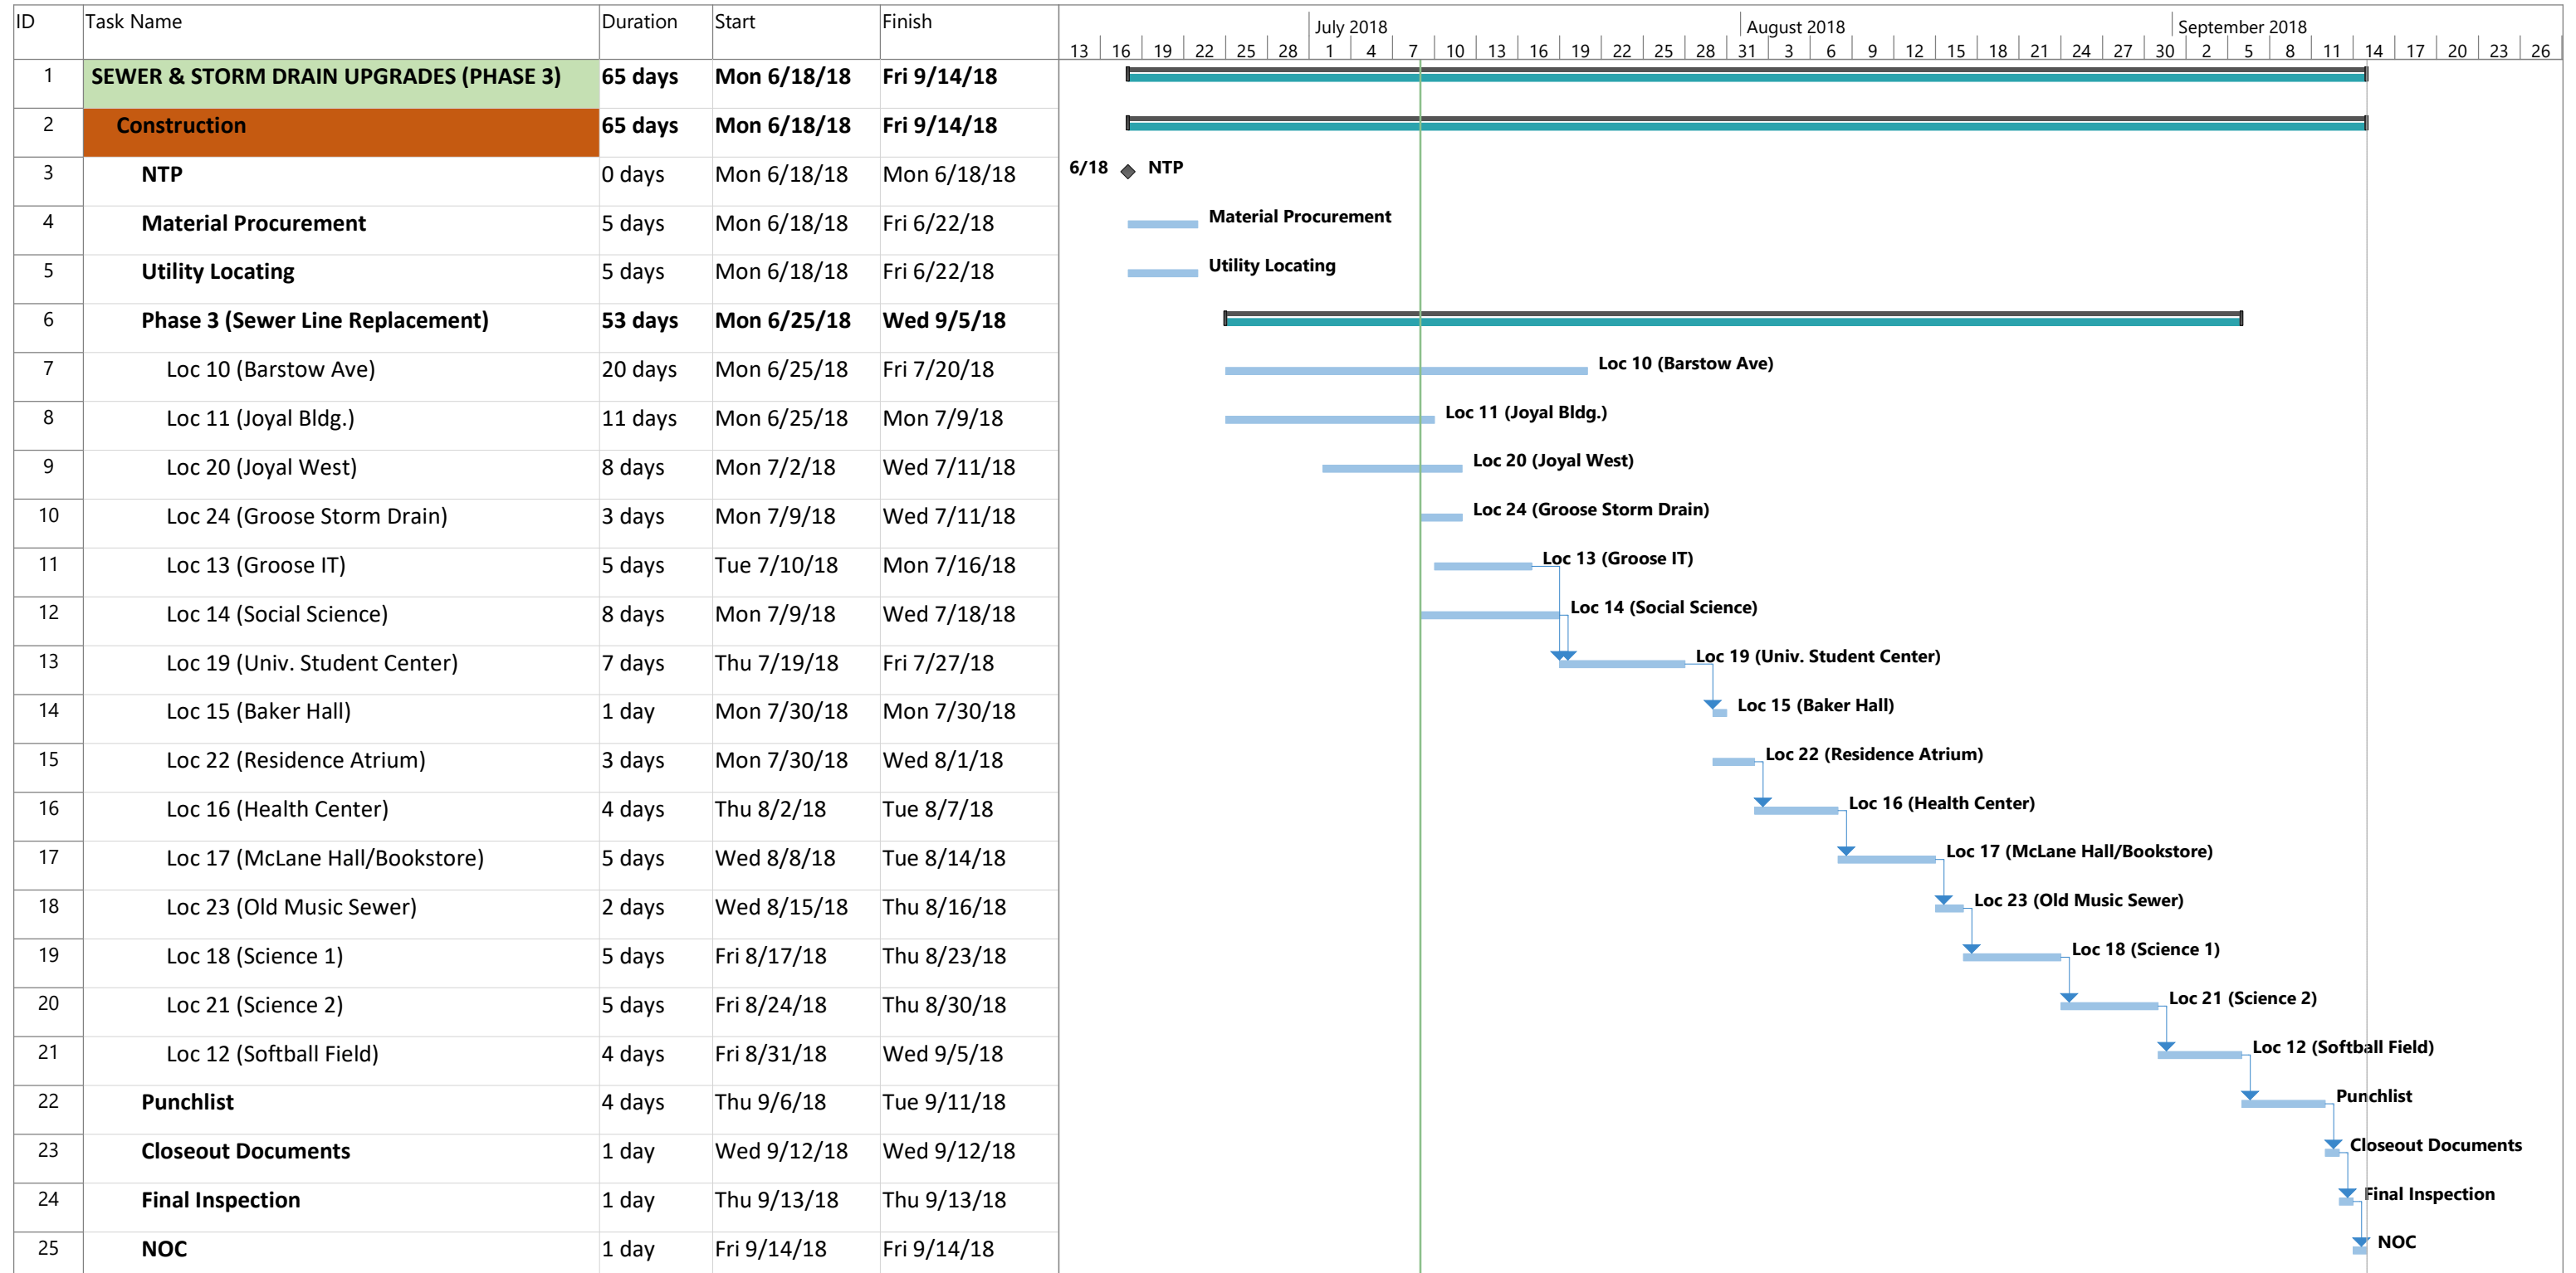 ID Task Name Duration Start Finish July 2018 August 2018 September 2018
13 16 19 22 25 28 1 4 7 10 13 16 19 22 25 28 31 3 6 9 12 15 18 21 24 27 30 2 5 8 11 14 17 20 23 26
1 SEWER & STORM DRAIN UPGRADES (PHASE 3) 65 days Mon 6/18/18 Fri 9/14/18
2 Construction 65 days Mon 6/18/18 Fri 9/14/18
3 NTP 0 days Mon 6/18/18 Mon 6/18/18 6/18 NTP
4 Material Procurement 5 days Mon 6/18/18 Fri 6/22/18 Material Procurement
5 Utility Locating 5 days Mon 6/18/18 Fri 6/22/18 Utility Locating
6 Phase 3 (Sewer Line Replacement) 53 days Mon 6/25/18 Wed 9/5/18
7 Loc 10 (Barstow Ave) 20 days Mon 6/25/18 Fri 7/20/18 Loc 10 (Barstow Ave)
8 Loc 11 (Joyal Bldg.) 11 days Mon 6/25/18 Mon 7/9/18 Loc 11 (Joyal Bldg.)
9 Loc 20 (Joyal West) 8 days Mon 7/2/18 Wed 7/11/18 Loc 20 (Joyal West)
10 Loc 24 (Groose Storm Drain) 3 days Mon 7/9/18 Wed 7/11/18 Loc 24 (Groose Storm Drain)
11 Loc 13 (Groose IT) 5 days Tue 7/10/18 Mon 7/16/18 Loc 13 (Groose IT)
12 Loc 14 (Social Science) 8 days Mon 7/9/18 Wed 7/18/18 Loc 14 (Social Science)
13 Loc 19 (Univ. Student Center) 7 days Thu 7/19/18 Fri 7/27/18 Loc 19 (Univ. Student Center)
14 Loc 15 (Baker Hall) 1 day Mon 7/30/18 Mon 7/30/18 Loc 15 (Baker Hall)
15 Loc 22 (Residence Atrium) 3 days Mon 7/30/18 Wed 8/1/18 Loc 22 (Residence Atrium)
16 Loc 16 (Health Center) 4 days Thu 8/2/18 Tue 8/7/18 Loc 16 (Health Center)
17 Loc 17 (McLane Hall/Bookstore) 5 days Wed 8/8/18 Tue 8/14/18 Loc 17 (McLane Hall/Bookstore)
18 Loc 23 (Old Music Sewer) 2 days Wed 8/15/18 Thu 8/16/18 Loc 23 (Old Music Sewer)
19 Loc 18 (Science 1) 5 days Fri 8/17/18 Thu 8/23/18 Loc 18 (Science 1)
20 Loc 21 (Science 2) 5 days Fri 8/24/18 Thu 8/30/18 Loc 21 (Science 2)
21 Loc 12 (Softball Field) 4 days Fri 8/31/18 Wed 9/5/18 Loc 12 (Softball Field)
22 Punchlist 4 days Thu 9/6/18 Tue 9/11/18 Punchlist
23 Closeout Documents 1 day Wed 9/12/18 Wed 9/12/18 Closeout Documents
24 Final Inspection 1 day Thu 9/13/18 Thu 9/13/18 Final Inspection
25 NOC 1 day Fri 9/14/18 Fri 9/14/18 NOC